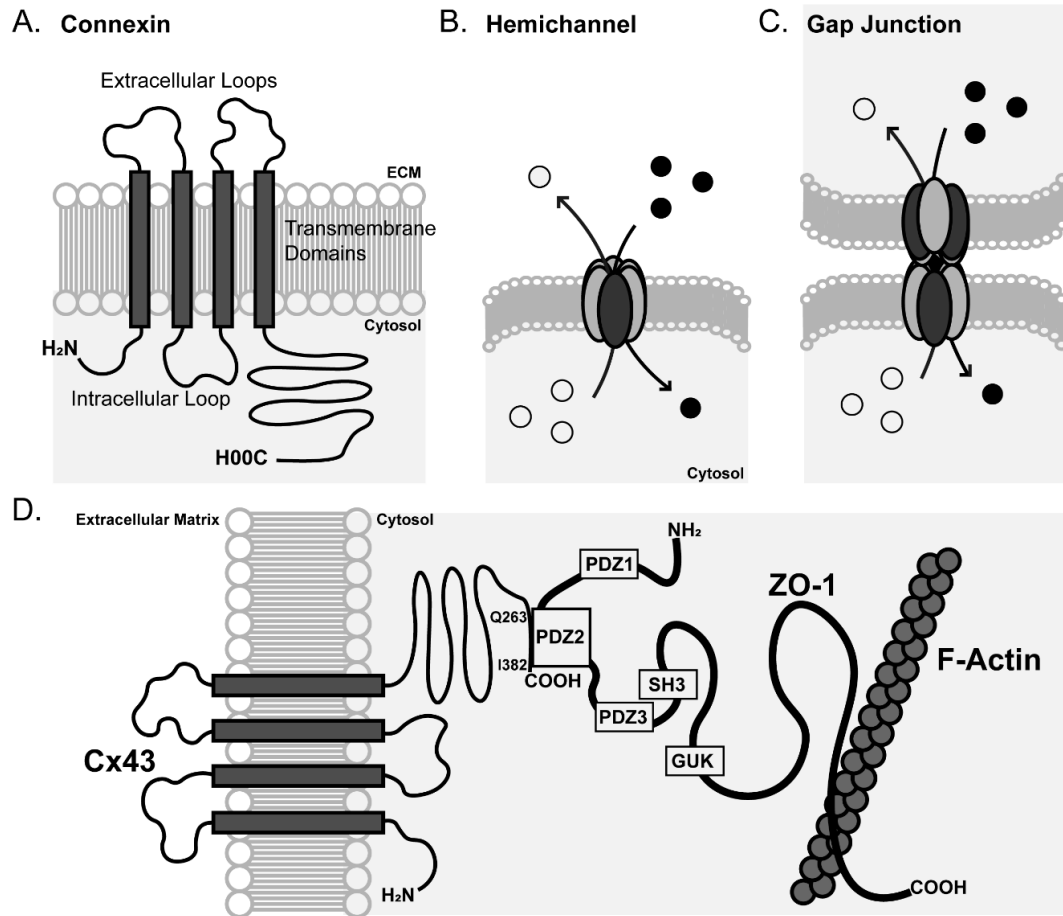 A. Connexin
Extracellular Loops
ECM
Transmembrane
Domains
Cytosol
H₂N
Intracellular Loop
H00C
B. Hemichannel
Cytosol
C. Gap Junction
D.
Extracellular Matrix
Cytosol
NH₂
PDZ1
ZO-1
Q263
PDZ2
I382
COOH
F-Actin
SH3
PDZ3
GUK
Cx43
H₂N
COOH